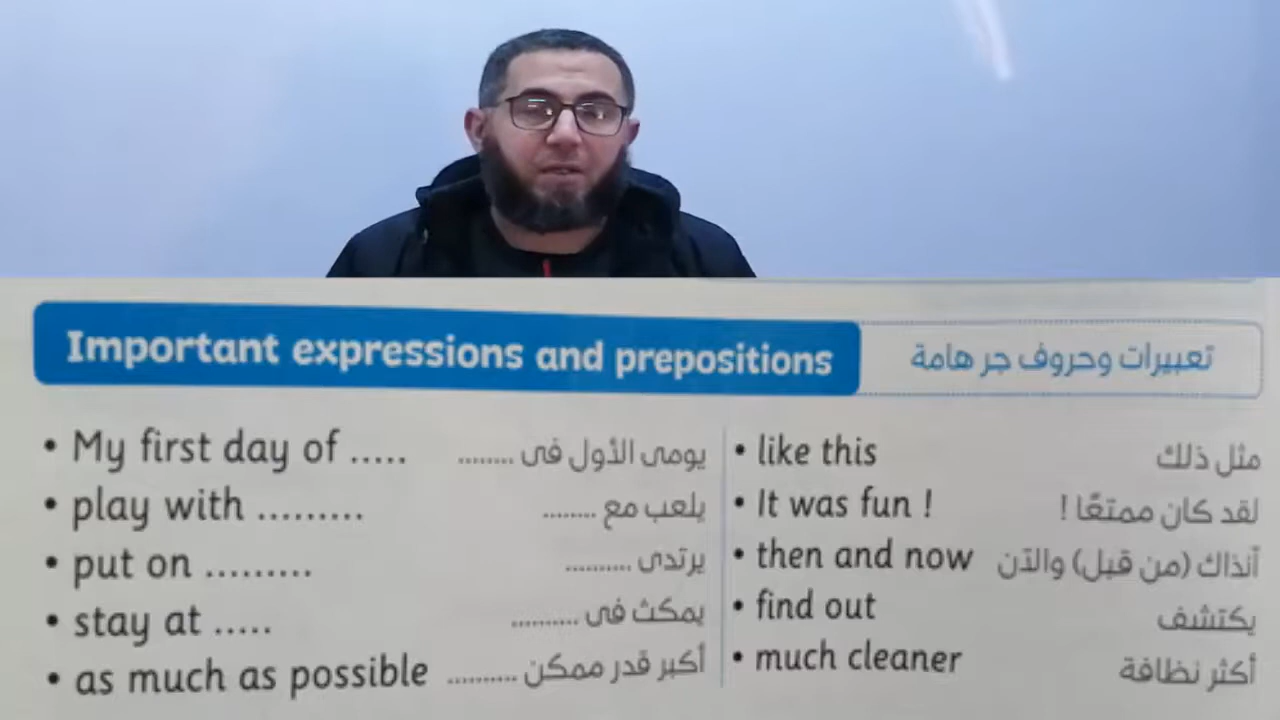 Important expressions and prepositions تعبيرات وحروف جر هامة
• My first day of ..... يومى الأول فى ........
• play with ......... يلعب مع ........
• put on ......... يرتدى ..........
• stay at ..... يمكث فى ..........
• as much as possible أكبر قدر ممكن ..........
• like this مثل ذلك
• It was fun ! لقد كان ممتعًا !
• then and now آنذاك (من قبل) والآن
• find out يكتشف
• much cleaner أكثر نظافة